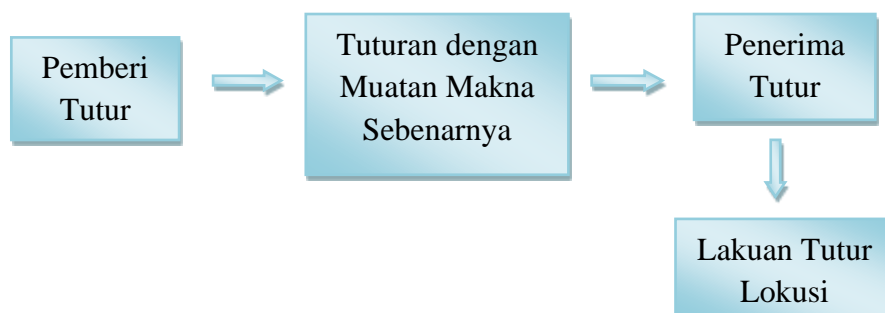 Pemberi
Tutur
Tuturan dengan
Muatan Makna
Sebenarnya
Penerima
Tutur
Lakuan Tutur
Lokusi